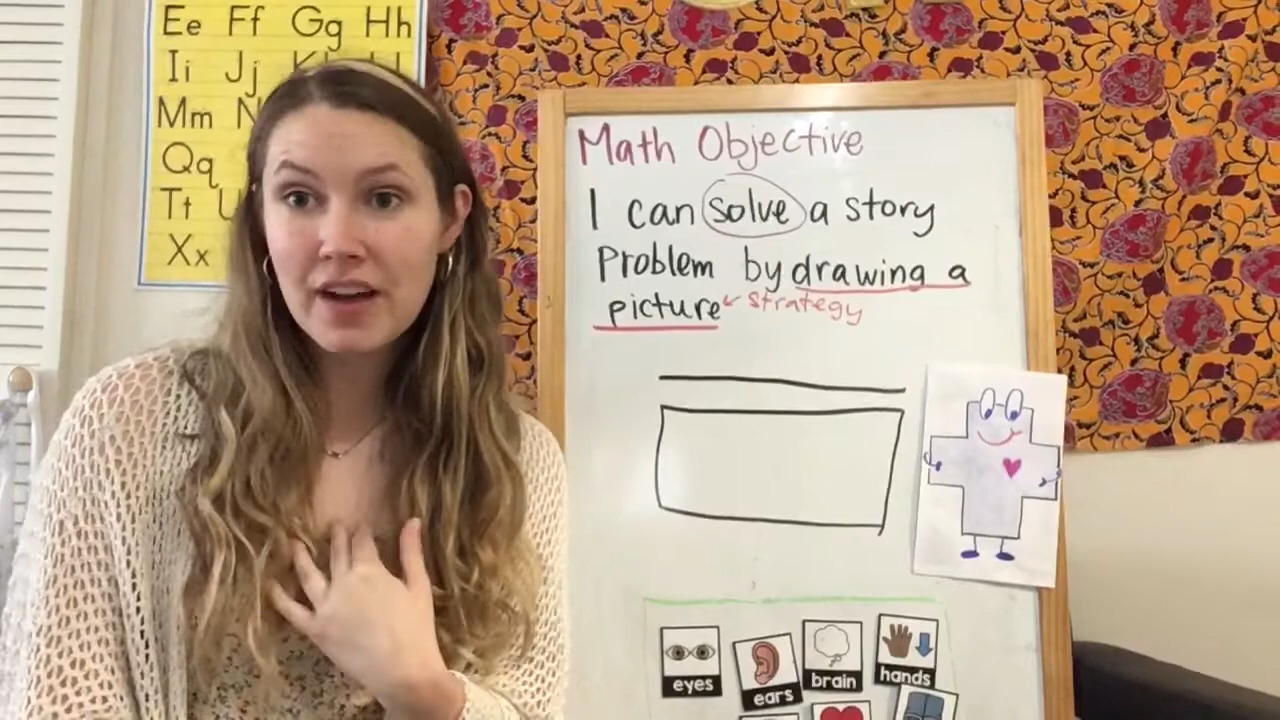 Ee Ff Gg Hh
Ii Jj
Mm N
Qq
Tt U
Xx
Math Objective
I can solve a story
Problem by drawing a
picture strategy
eyes
ears
brain
hands